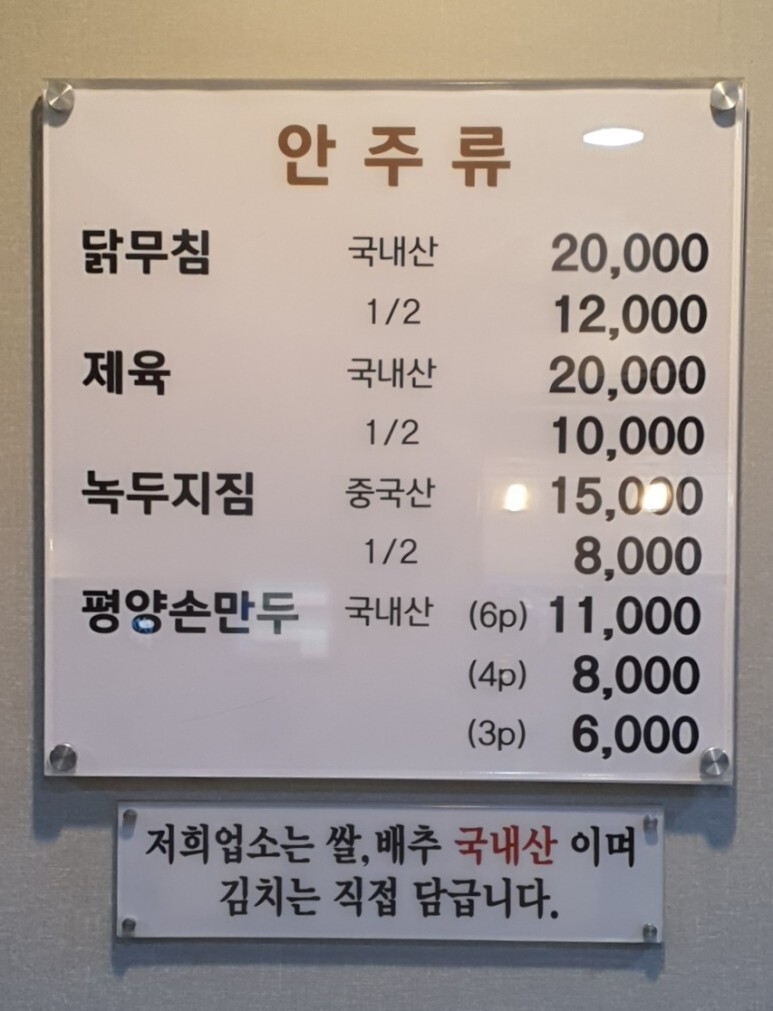 안주류
닭무침 국내산 20,000
1/2 12,000
제육 국내산 20,000
1/2 10,000
녹두지짐 중국산 15,000
1/2 8,000
평양손만두 국내산 (6p) 11,000
(4p) 8,000
(3p) 6,000
저희업소는 쌀,배추 국내산 이며
김치는 직접 담급니다.